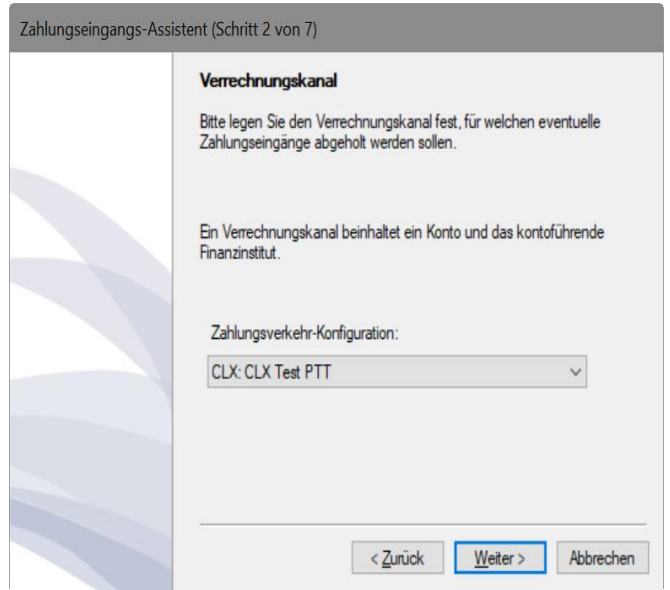 Zahlungseingangs-Assistent (Schritt 2 von 7)
Verrechnungskanal
Bitte legen Sie den Verrechnungskanal fest, für welchen eventuelle
Zahlungseingänge abgeholt werden sollen.
Ein Verrechnungskanal beinhaltet ein Konto und das kontoführende
Finanzinstitut.
Zahlungsverkehr-Konfiguration:
CLX: CLX Test PTT
< Zurück Weiter > Abbrechen